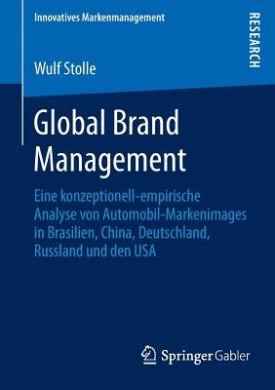 Innovatives Markenmanagement
RESEARCH
Wulf Stolle
Global Brand
Management
Eine konzeptionell-empirische
Analyse von Automobil-Markenimages
in Brasilien, China, Deutschland,
Russland und den USA
Springer Gabler